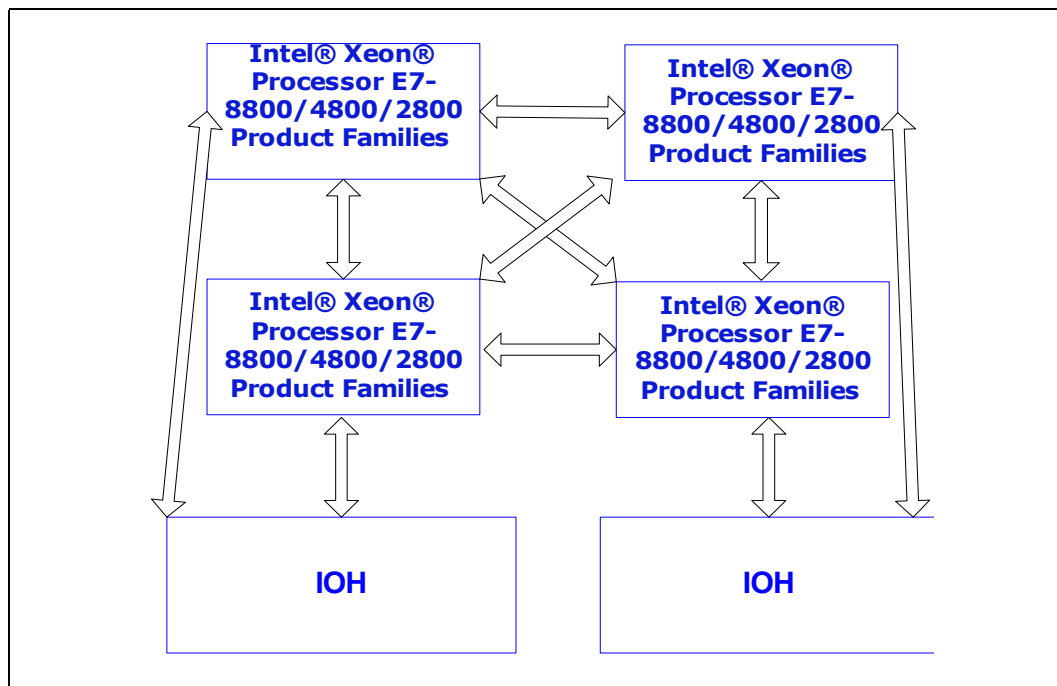 Intel® Xeon®
Processor E7-
8800/4800/2800
Product Families
Intel® Xeon®
Processor E7-
8800/4800/2800
Product Families
Intel® Xeon®
Processor E7-
8800/4800/2800
Product Families
Intel® Xeon®
Processor E7-
8800/4800/2800
Product Families
IOH
IOH